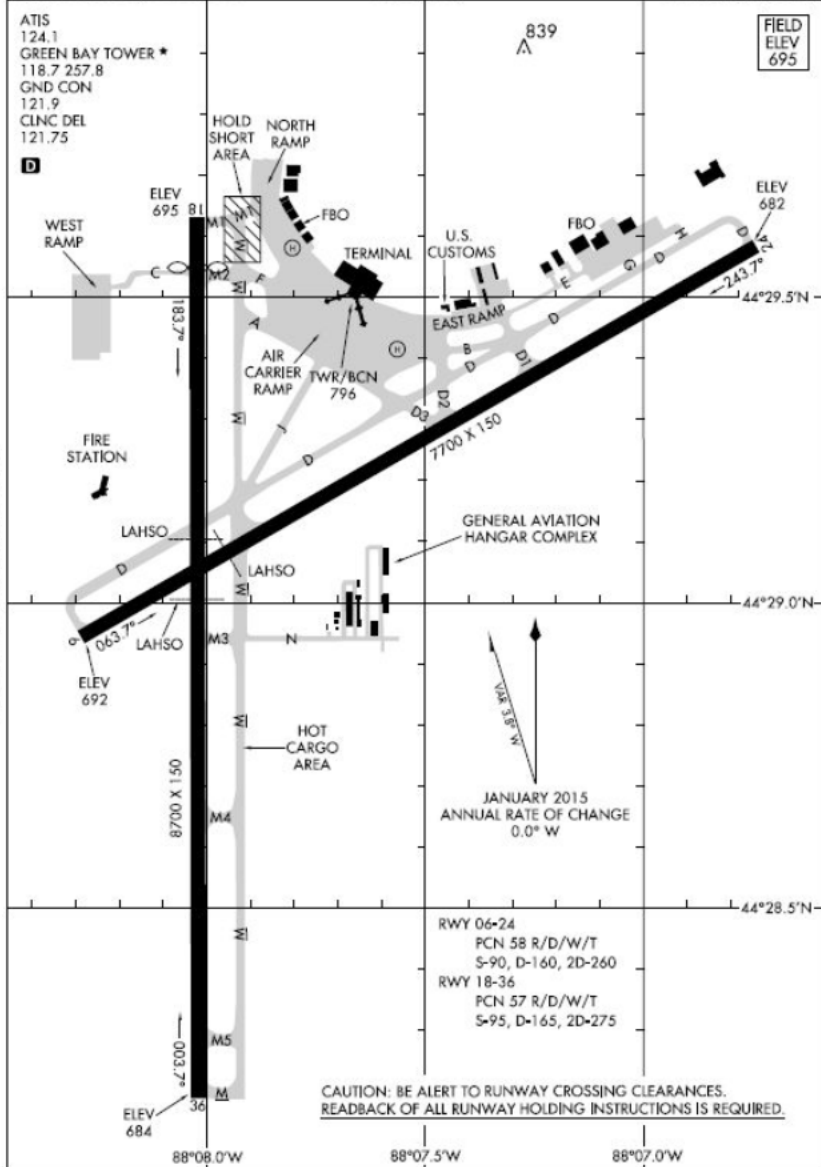 ATIS
124.1
GREEN BAY TOWER *
118.7 257.8
GND CON
121.9
CLNC DEL
121.75
D
839
FIELD
ELEV
695
HOLD
SHORT
AREA
NORTH
RAMP
ELEV
695
18
M1
M1
W
FBO
H
WEST
RAMP
TERMINAL
U.S.
CUSTOMS
FBO
ELEV
682
D
24
H
G
D
E
C
M2
F
W
243.7°
44°29.5'N
183.7°
A
EAST RAMP
D
AIR
CARRIER
RAMP
TWR/BCN
796
H
B
D
D1
D2
D3
W
J
D
7700 X 150
FIRE
STATION
LAHSO
GENERAL AVIATION
HANGAR COMPLEX
D
LAHSO
W
44°29.0'N
6
063.7°
LAHSO
M3
N
ELEV
692
VAR 3.8° W
W
HOT
CARGO
AREA
8700 X 150
M4
JANUARY 2015
ANNUAL RATE OF CHANGE
0.0° W
W
44°28.5'N
RWY 06-24
PCN 58 R/D/W/T
S-90, D-160, 2D-260
RWY 18-36
PCN 57 R/D/W/T
S-95, D-165, 2D-275
003.7°
M5
M
36
ELEV
684
CAUTION: BE ALERT TO RUNWAY CROSSING CLEARANCES.
READBACK OF ALL RUNWAY HOLDING INSTRUCTIONS IS REQUIRED.
88°08.0'W
88°07.5'W
88°07.0'W